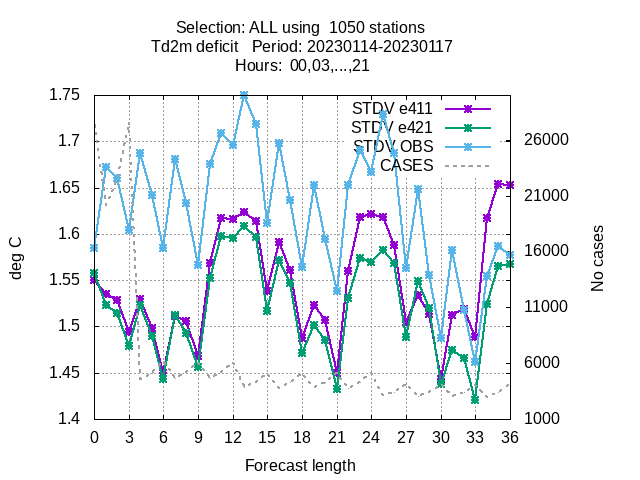 Selection: ALL using  1050 stations
Td2m deficit   Period: 20230114-20230117
Hours:  00,03,...,21
STDV e411
STDV e421
STDV OBS
CASES
1.75
1.7
1.65
1.6
1.55
1.5
1.45
1.4
26000
21000
16000
11000
6000
1000
deg C
No cases
0 3 6 9 12 15 18 21 24 27 30 33 36
Forecast length